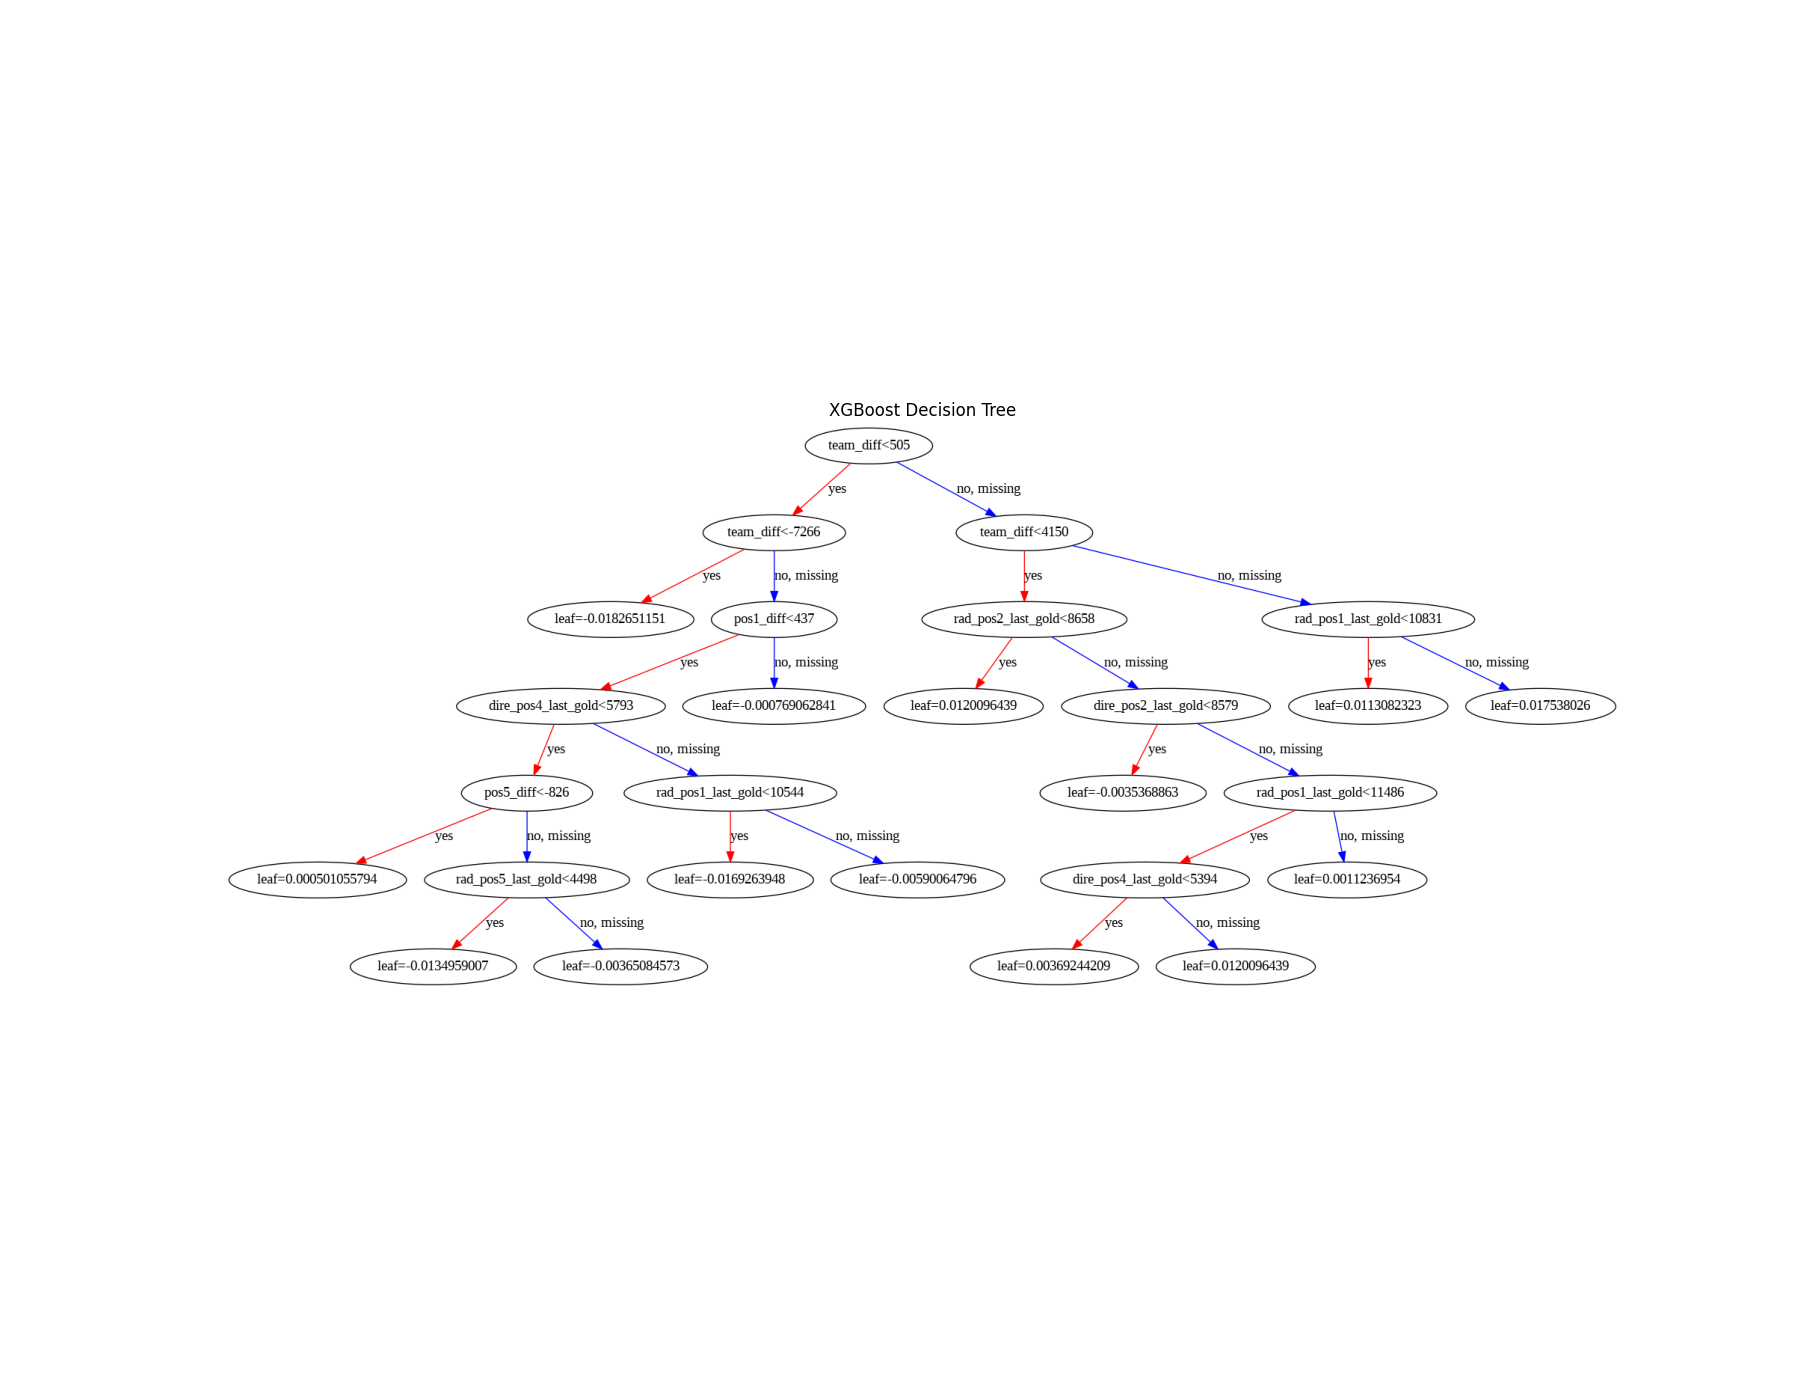 XGBoost Decision Tree
team_diff<505
yes
no, missing
team_diff<-7266
team_diff<4150
yes
no, missing
yes
no, missing
leaf=-0.0182651151
pos1_diff<437
rad_pos2_last_gold<8658
rad_pos1_last_gold<10831
yes
no, missing
yes
no, missing
yes
no, missing
dire_pos4_last_gold<5793
leaf=-0.000769062841
leaf=0.0120096439
dire_pos2_last_gold<8579
leaf=0.0113082323
leaf=0.017538026
yes
no, missing
yes
no, missing
pos5_diff<-826
rad_pos1_last_gold<10544
leaf=-0.0035368863
rad_pos1_last_gold<11486
yes
no, missing
yes
no, missing
yes
no, missing
leaf=0.000501055794
rad_pos5_last_gold<4498
leaf=-0.0169263948
leaf=-0.00590064796
dire_pos4_last_gold<5394
leaf=0.0011236954
yes
no, missing
yes
no, missing
leaf=-0.0134959007
leaf=-0.00365084573
leaf=0.00369244209
leaf=0.0120096439